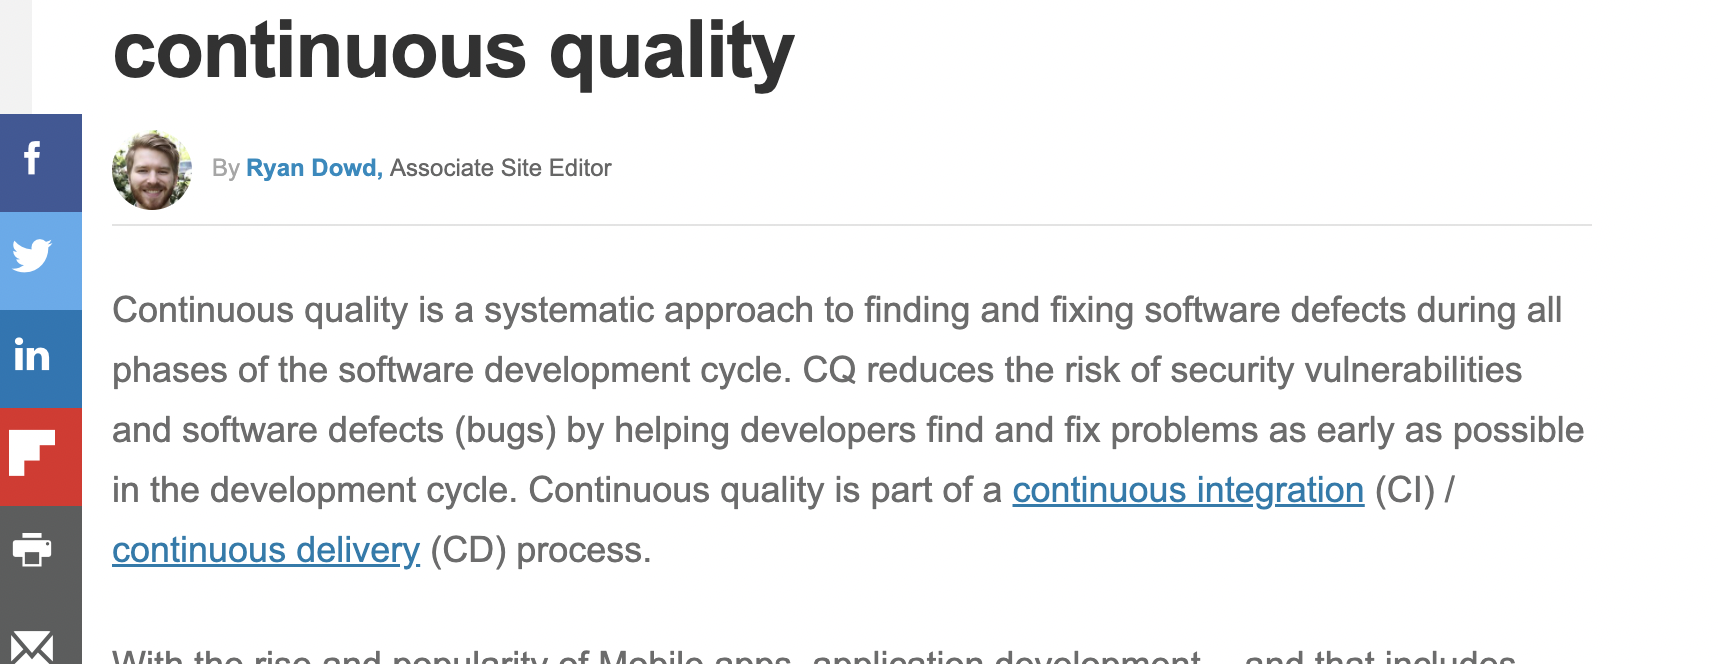 continuous quality
By Ryan Dowd, Associate Site Editor
Continuous quality is a systematic approach to finding and fixing software defects during all
phases of the software development cycle. CQ reduces the risk of security vulnerabilities
and software defects (bugs) by helping developers find and fix problems as early as possible
in the development cycle. Continuous quality is part of a continuous integration (CI) /
continuous delivery (CD) process.
With the rise and popularity of Mobile apps, application development -- and that includes